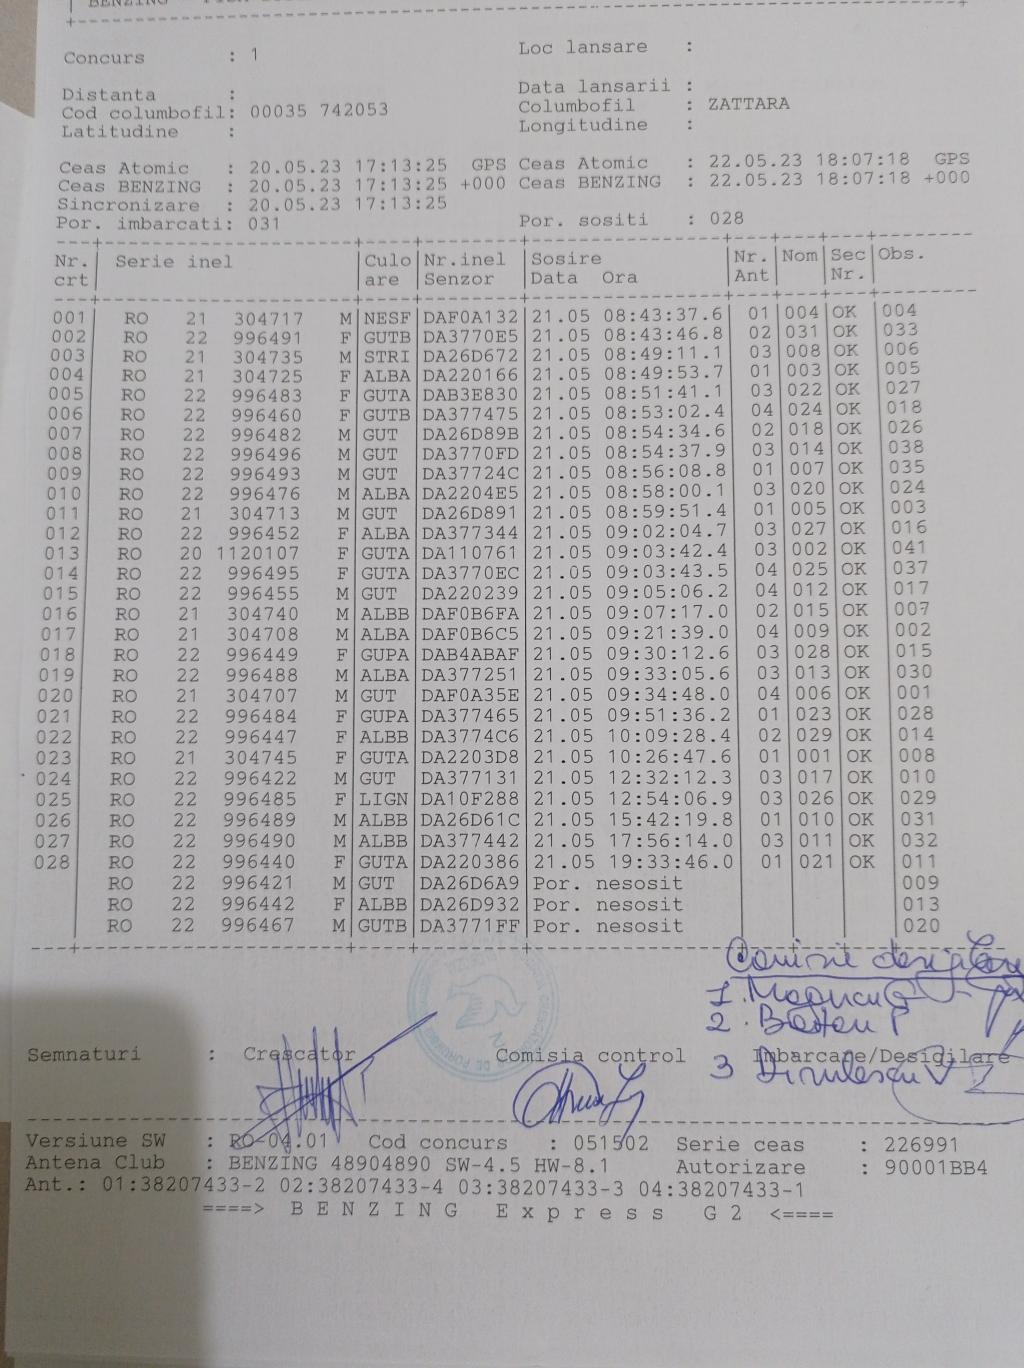 BENZING
Concurs : 1 Loc lansare :
Distanta : Data lansarii :
Cod columbofil: 00035 742053 Columbofil : ZATTARA
Latitudine : Longitudine :
Ceas Atomic : 20.05.23 17:13:25 GPS Ceas Atomic : 22.05.23 18:07:18 GPS
Ceas BENZING : 20.05.23 17:13:25 +000 Ceas BENZING : 22.05.23 18:07:18 +000
Sincronizare : 20.05.23 17:13:25
Por. imbarcati: 031 Por. sositi : 028
Nr. Serie inel Culo Nr.inel Sosire Nr. Nom Sec Obs.
crt are Senzor Data Ora Ant Nr.
001 RO 21 304717 M NESF DAF0A132 21.05 08:43:37.6 01 004 OK 004
002 RO 22 996491 F GUTB DA3770E5 21.05 08:43:46.8 02 031 OK 033
003 RO 21 304735 M STRI DA26D672 21.05 08:49:11.1 03 008 OK 006
004 RO 21 304725 F ALBA DA220166 21.05 08:49:53.7 01 003 OK 005
005 RO 22 996483 F GUTA DAB3E830 21.05 08:51:41.1 03 022 OK 027
006 RO 22 996460 F GUTB DA377475 21.05 08:53:02.4 04 024 OK 018
007 RO 22 996482 M GUT DA26D89B 21.05 08:54:34.6 02 018 OK 026
008 RO 22 996496 M GUT DA3770FD 21.05 08:54:37.9 03 014 OK 038
009 RO 22 996493 M GUT DA37724C 21.05 08:56:08.8 01 007 OK 035
010 RO 22 996476 M ALBA DA2204E5 21.05 08:58:00.1 03 020 OK 024
011 RO 21 304713 M GUT DA26D891 21.05 08:59:51.4 01 005 OK 003
012 RO 22 996452 F ALBA DA377344 21.05 09:02:04.7 03 027 OK 016
013 RO 20 1120107 F GUTA DA110761 21.05 09:03:42.4 03 002 OK 041
014 RO 22 996495 F GUTA DA3770EC 21.05 09:03:43.5 04 025 OK 037
015 RO 22 996455 M GUT DA220239 21.05 09:05:06.2 04 012 OK 017
016 RO 21 304740 M ALBB DAF0B6FA 21.05 09:07:17.0 02 015 OK 007
017 RO 21 304708 M ALBA DAF0B6C5 21.05 09:21:39.0 04 009 OK 002
018 RO 22 996449 F GUPA DAB4ABAF 21.05 09:30:12.6 03 028 OK 015
019 RO 22 996488 M ALBA DA377251 21.05 09:33:05.6 03 013 OK 030
020 RO 21 304707 M GUT DAF0A35E 21.05 09:34:48.0 04 006 OK 001
021 RO 22 996484 F GUPA DA377465 21.05 09:51:36.2 01 023 OK 028
022 RO 22 996447 F ALBB DA3774C6 21.05 10:09:28.4 02 029 OK 014
023 RO 21 304745 F GUTA DA2203D8 21.05 10:26:47.6 01 001 OK 008
024 RO 22 996422 M GUT DA377131 21.05 12:32:12.3 03 017 OK 010
025 RO 22 996485 F LIGN DA10F288 21.05 12:54:06.9 03 026 OK 029
026 RO 22 996489 M ALBB DA26D61C 21.05 15:42:19.8 01 010 OK 031
027 RO 22 996490 M ALBB DA377442 21.05 17:56:14.0 03 011 OK 032
028 RO 22 996440 F GUTA DA220386 21.05 19:33:46.0 01 021 OK 011
RO 22 996421 M GUT DA26D6A9 Por. nesosit 009
RO 22 996442 F ALBB DA26D932 Por. nesosit 013
RO 22 996467 M GUTB DA3771FF Por. nesosit 020
1.
2.
Semnaturi : Crescator Comisia control Imbarcare/Desigilare
3
Versiune SW : RO-04.01 Cod concurs : 051502 Serie ceas : 226991
Antena Club : BENZING 48904890 SW-4.5 HW-8.1 Autorizare : 90001BB4
Ant.: 01:38207433-2 02:38207433-4 03:38207433-3 04:38207433-1
====> B E N Z I N G E x p r e s s G 2 <====